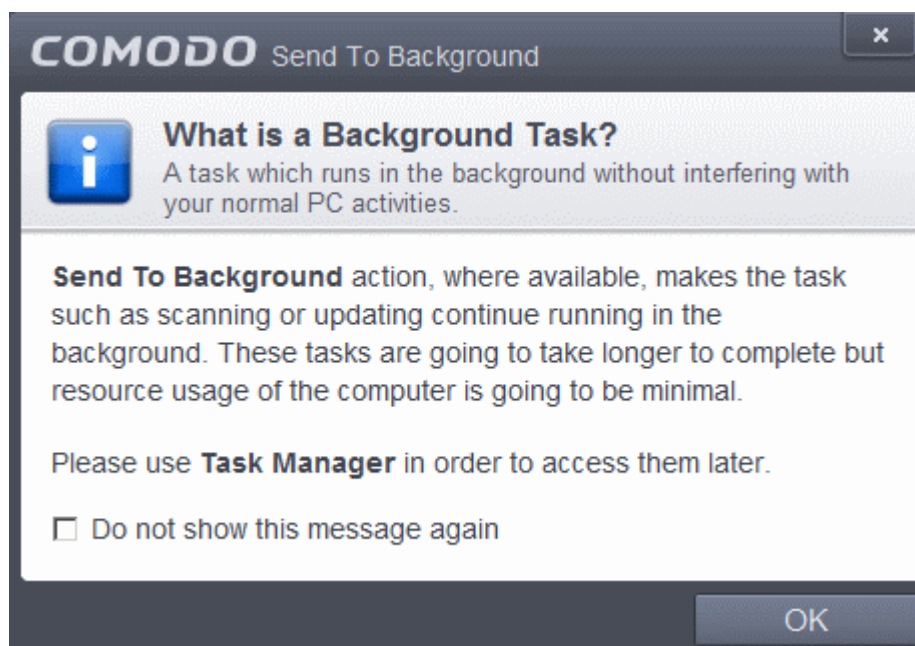 COMODO Send To Background
What is a Background Task?
A task which runs in the background without interfering with
your normal PC activities.
Send To Background action, where available, makes the task
such as scanning or updating continue running in the
background. These tasks are going to take longer to complete but
resource usage of the computer is going to be minimal.
Please use Task Manager in order to access them later.
Do not show this message again
OK